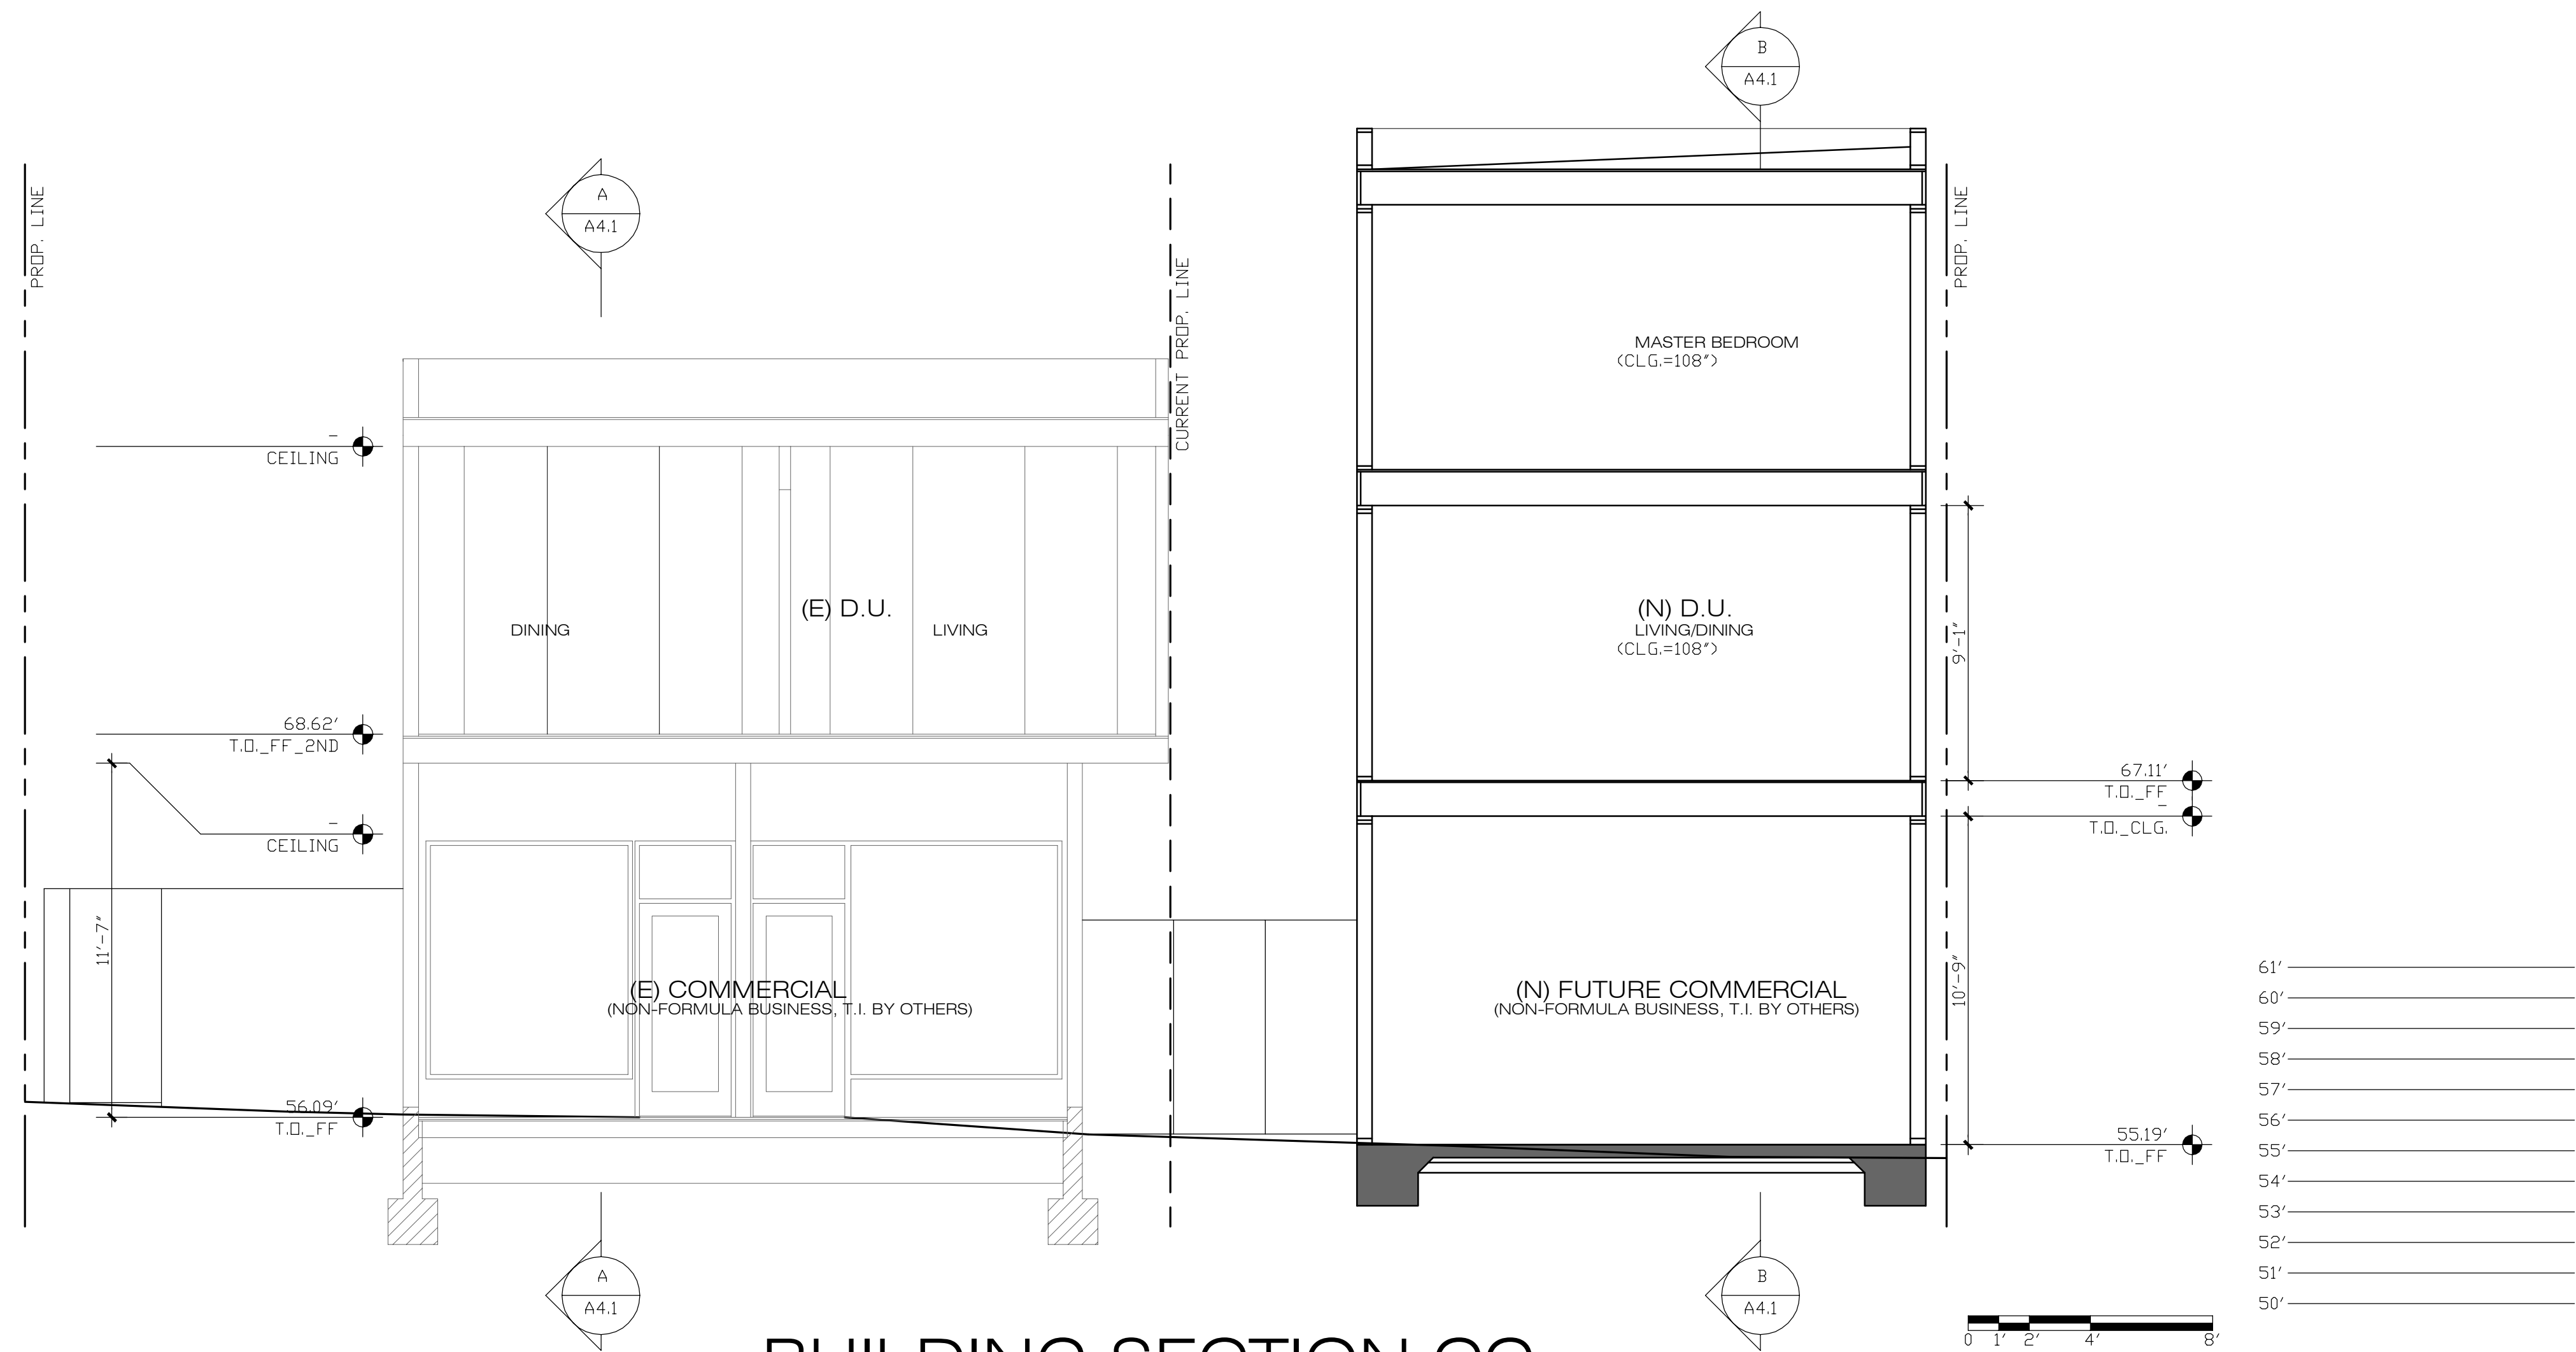 B
A4.1
A
A4.1
PROP. LINE
CURRENT PROP. LINE
PROP. LINE
MASTER BEDROOM
(CLG.=108")
-
CEILING
(E) D.U.
DINING
LIVING
(N) D.U.
LIVING/DINING
(CLG.=108")
9'-1"
68.62'
T.O._FF_2ND
67.11'
T.O._FF
-
T.O._CLG.
-
CEILING
11'-7"
(E) COMMERCIAL
(NON-FORMULA BUSINESS, T.I. BY OTHERS)
(N) FUTURE COMMERCIAL
(NON-FORMULA BUSINESS, T.I. BY OTHERS)
10'-9"
56.09'
T.O._FF
55.19'
T.O._FF
61'
60'
59'
58'
57'
56'
55'
54'
53'
52'
51'
50'
A
A4.1
B
A4.1
0 1' 2' 4' 8'
BUILDING SECTION CC